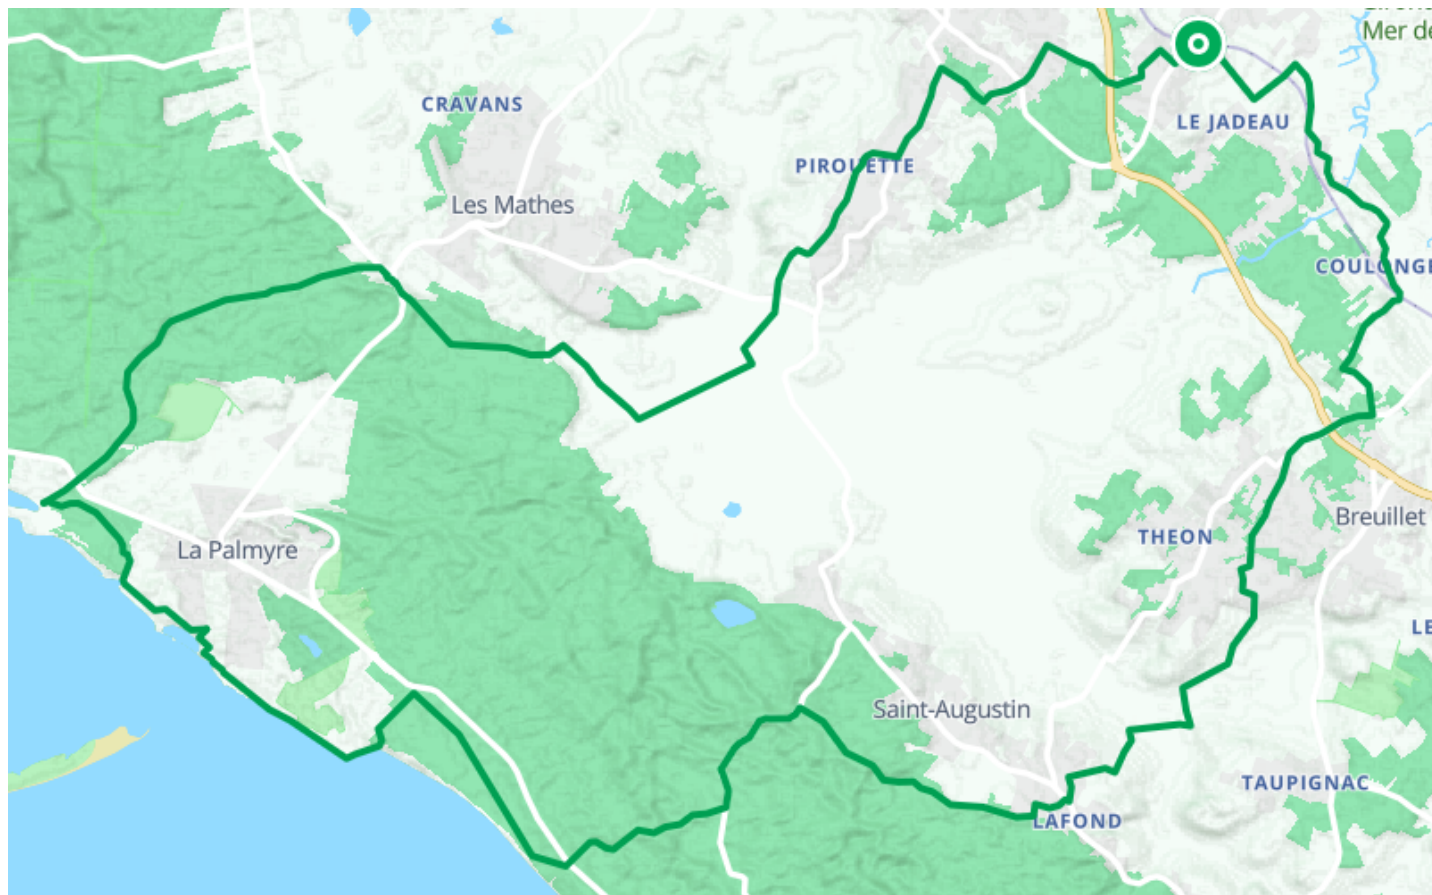 Mer de
CRAVANS
LE JADEAU
PIROUETTE
Les Mathes
COULONGE
Breuillet
THEON
La Palmyre
LE
Saint-Augustin
TAUPIGNAC
LAFOND